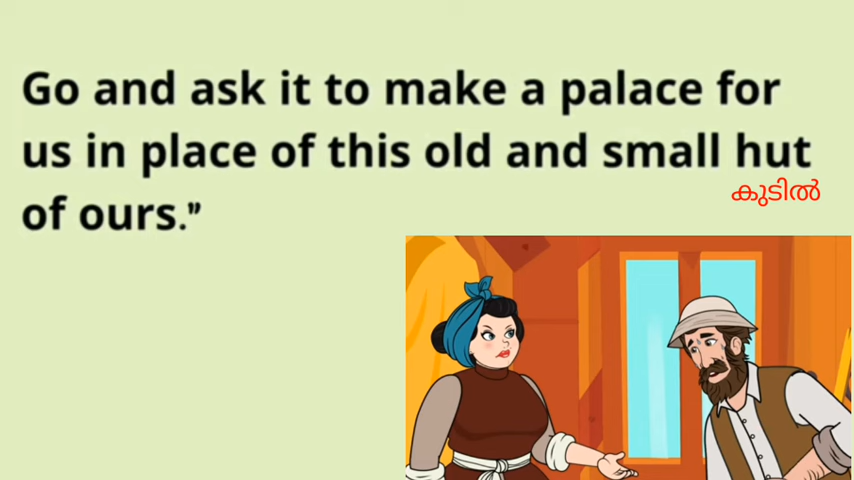 Go and ask it to make a palace for
us in place of this old and small hut
കുടിൽ
of ours.”